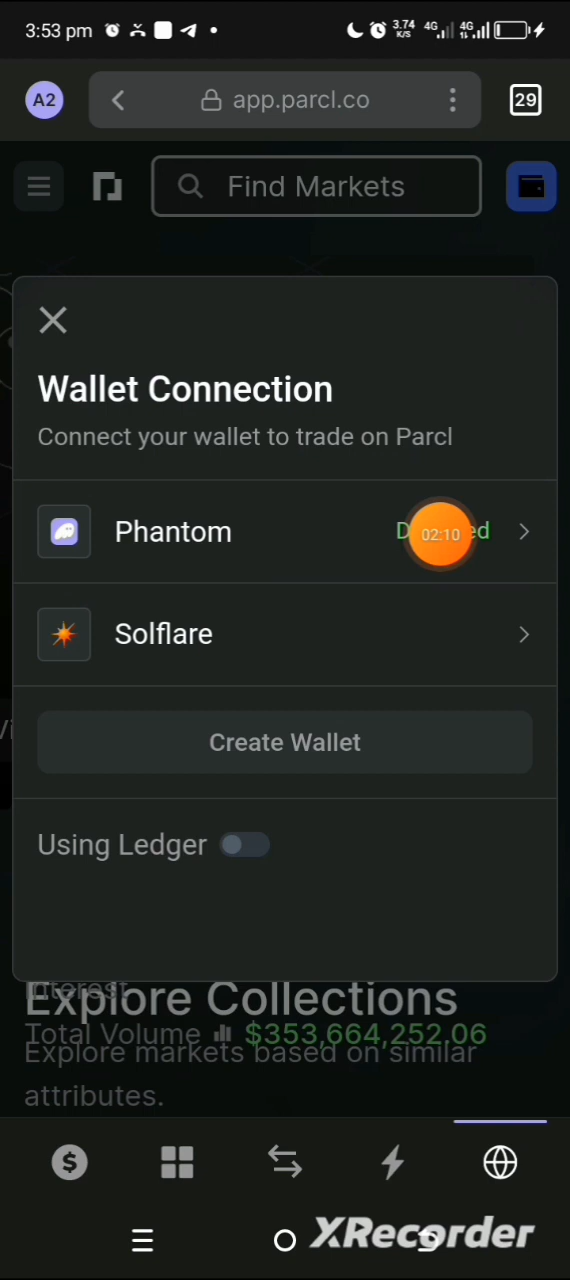 3:53 pm
3.74 K/S 4G 4G
A2 app.parcl.co 29
Find Markets
Wallet Connection
Connect your wallet to trade on Parcl
Phantom 02:10
Solflare
Create Wallet
Using Ledger
Interest
Explore Collections
Total Volume $353,664,252.06
Explore markets based on similar
attributes.
XRecorder